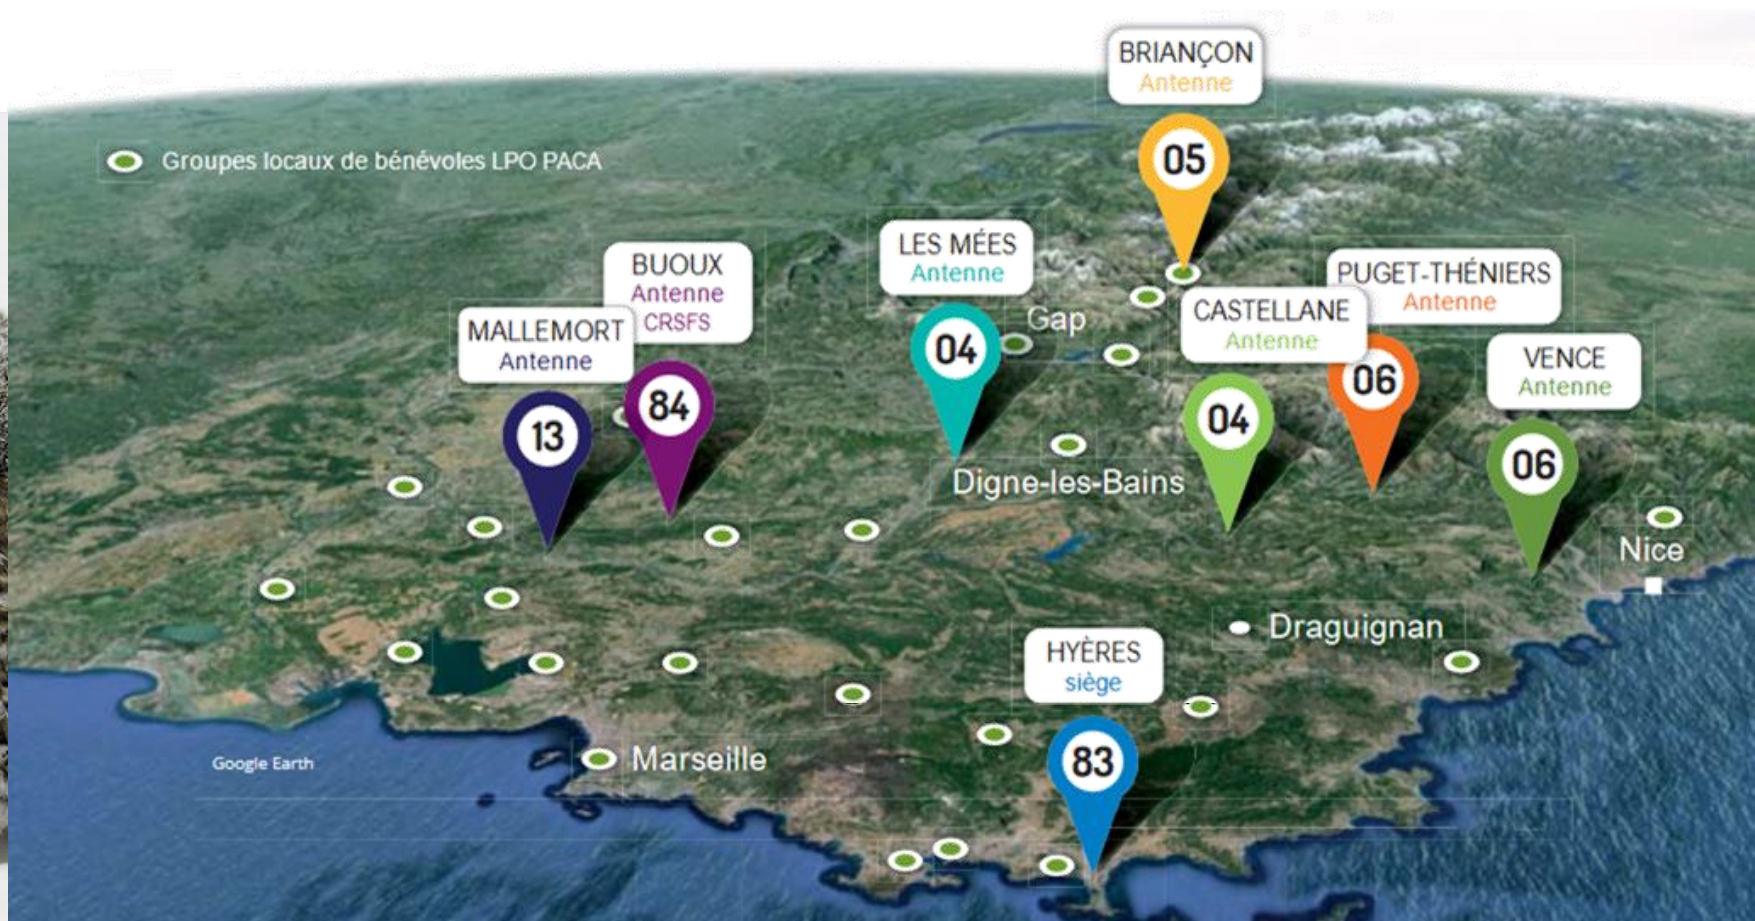 BRIANÇON
Antenne
05
Groupes locaux de bénévoles LPO PACA
LES MÉES
Antenne
04
BUOUX
Antenne
CRSFS
84
MALLEMORT
Antenne
13
Gap
PUGET-THÉNIERS
Antenne
06
CASTELLANE
Antenne
04
VENCE
Antenne
06
Digne-les-Bains
Nice
Draguignan
HYÈRES
siège
83
Marseille
Google Earth